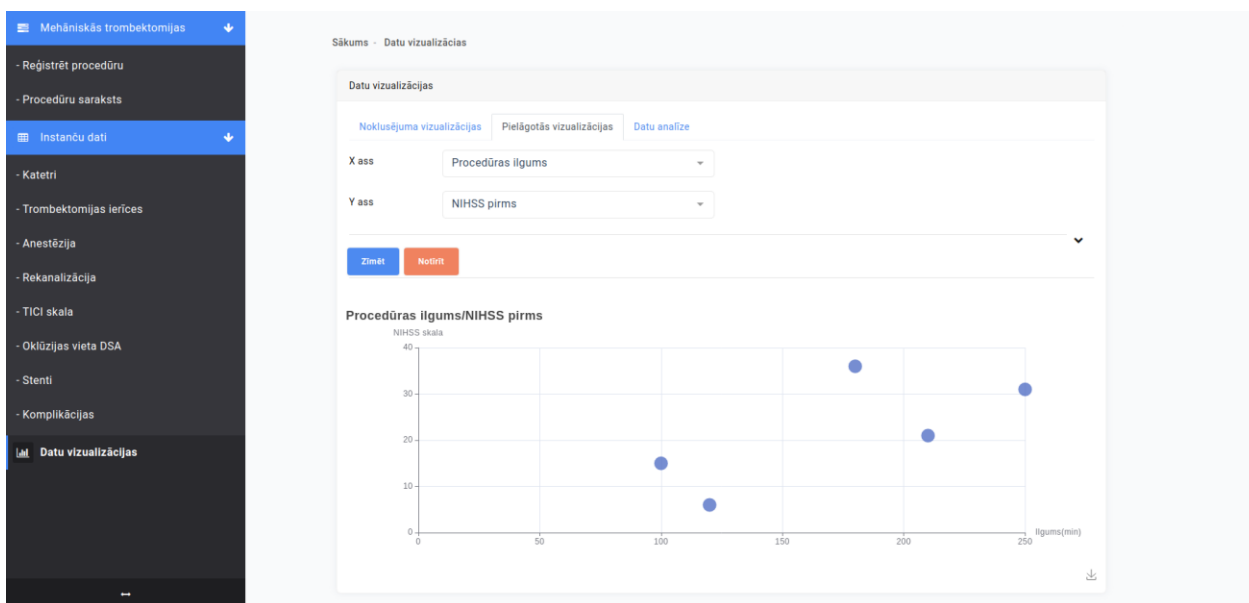 Mehāniskās trombektomijas
- Reģistrēt procedūru
- Procedūru saraksts
Instanču dati
- Katetri
- Trombektomijas ierīces
- Anestēzija
- Rekanalizācija
- TICI skala
- Oklūzijas vieta DSA
- Stenti
- Komplikācijas
Datu vizualizācijas
Sākums - Datu vizualizācias
Datu vizualizācijas
Noklusējuma vizualizācijas Pielāgotās vizualizācijas Datu analīze
X ass Procedūras ilgums
Y ass NIHSS pirms
Zīmēt Notīrīt
Procedūras ilgums/NIHSS pirms
NIHSS skala
40
30
20
10
0
0 50 100 150 200 250
Ilgums(min)